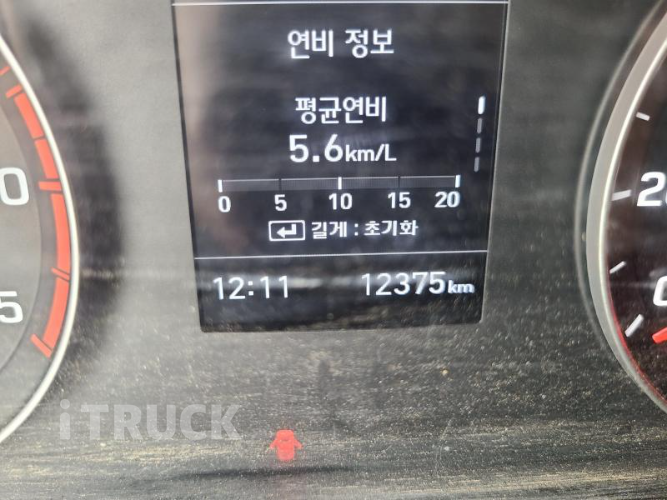 연비 정보
평균연비
5.6km/L
0 5 10 15 20
길게 : 초기화
12:11 12375km
iTRUCK